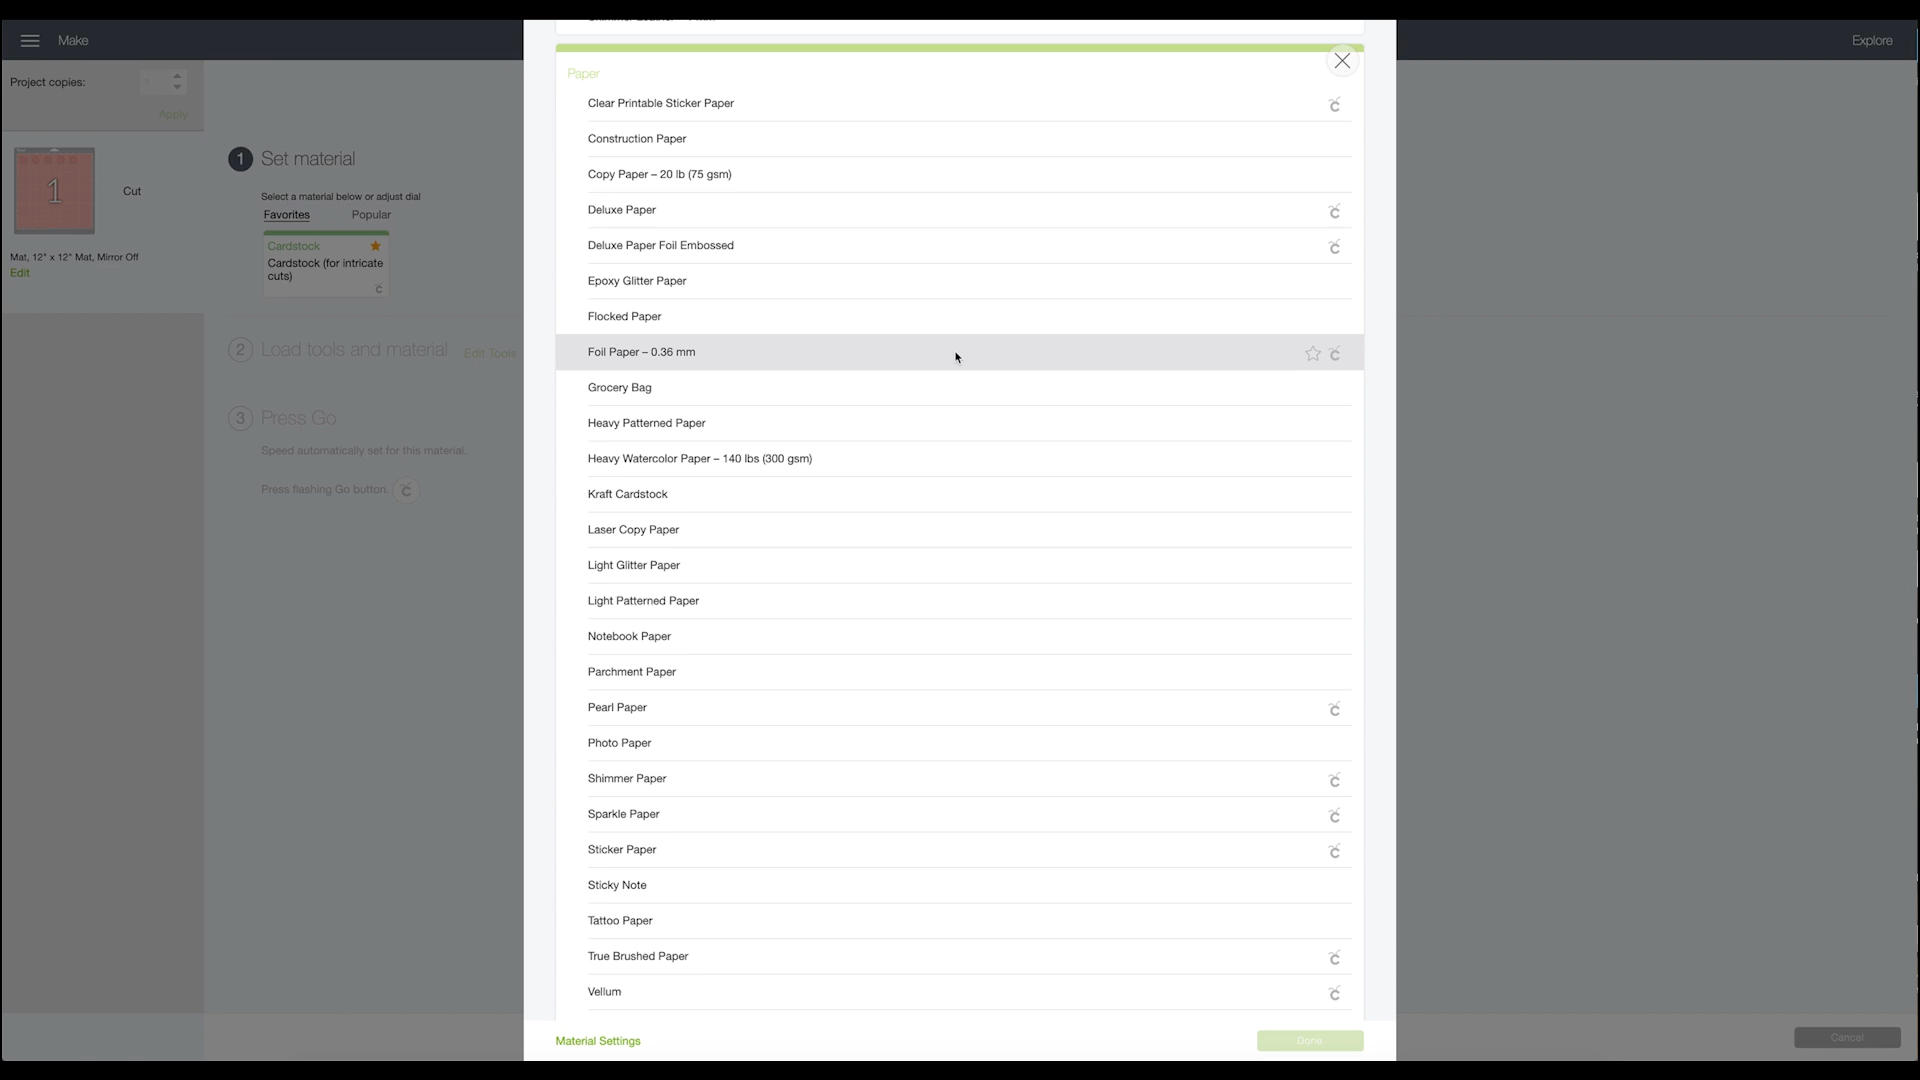 Make
Explore
Project copies:
Apply
1
Cut
Mat, 12" x 12" Mat, Mirror Off
Edit
1 Set material
Select a material below or adjust dial
Favorites Popular
Cardstock
Cardstock (for intricate
cuts)
2 Load tools and material Edit Tools
3 Press Go
Speed automatically set for this material.
Press flashing Go button.
Paper
Clear Printable Sticker Paper
Construction Paper
Copy Paper – 20 lb (75 gsm)
Deluxe Paper
Deluxe Paper Foil Embossed
Epoxy Glitter Paper
Flocked Paper
Foil Paper – 0.36 mm
Grocery Bag
Heavy Patterned Paper
Heavy Watercolor Paper – 140 lbs (300 gsm)
Kraft Cardstock
Laser Copy Paper
Light Glitter Paper
Light Patterned Paper
Notebook Paper
Parchment Paper
Pearl Paper
Photo Paper
Shimmer Paper
Sparkle Paper
Sticker Paper
Sticky Note
Tattoo Paper
True Brushed Paper
Vellum
Material Settings
Done
Cancel